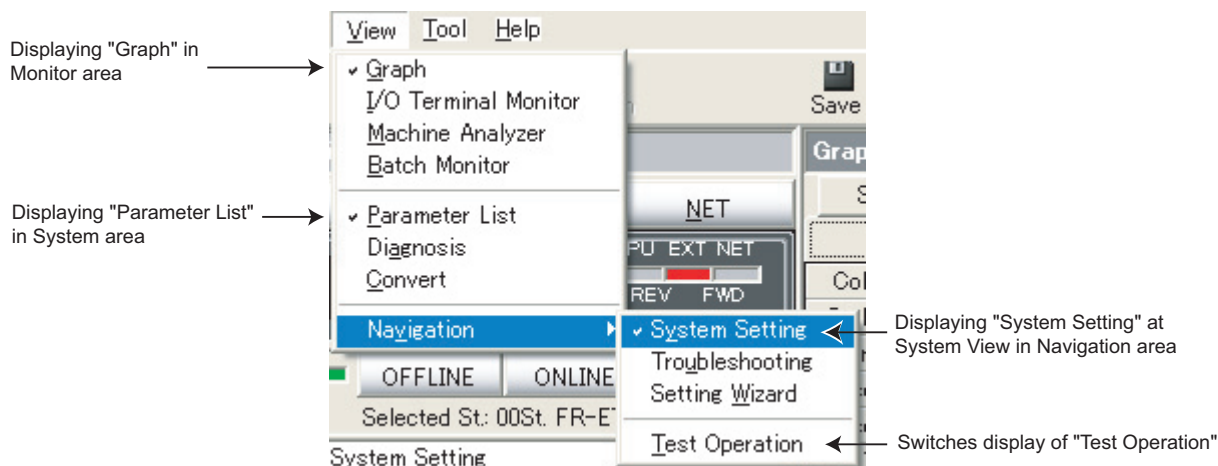 View Tool Help
Displaying "Graph" in
Monitor area
Graph
I/O Terminal Monitor
Machine Analyzer
Batch Monitor
Save
Grap
Displaying "Parameter List"
in System area
Parameter List
Diagnosis
Convert
NET
PU EXT NET
REV FWD
Col
Navigation
System Setting
Troubleshooting
Setting Wizard
Test Operation
Displaying "System Setting" at
System View in Navigation area
Switches display of "Test Operation"
OFFLINE ONLINE
Selected St.: 00St. FR-E
System Setting